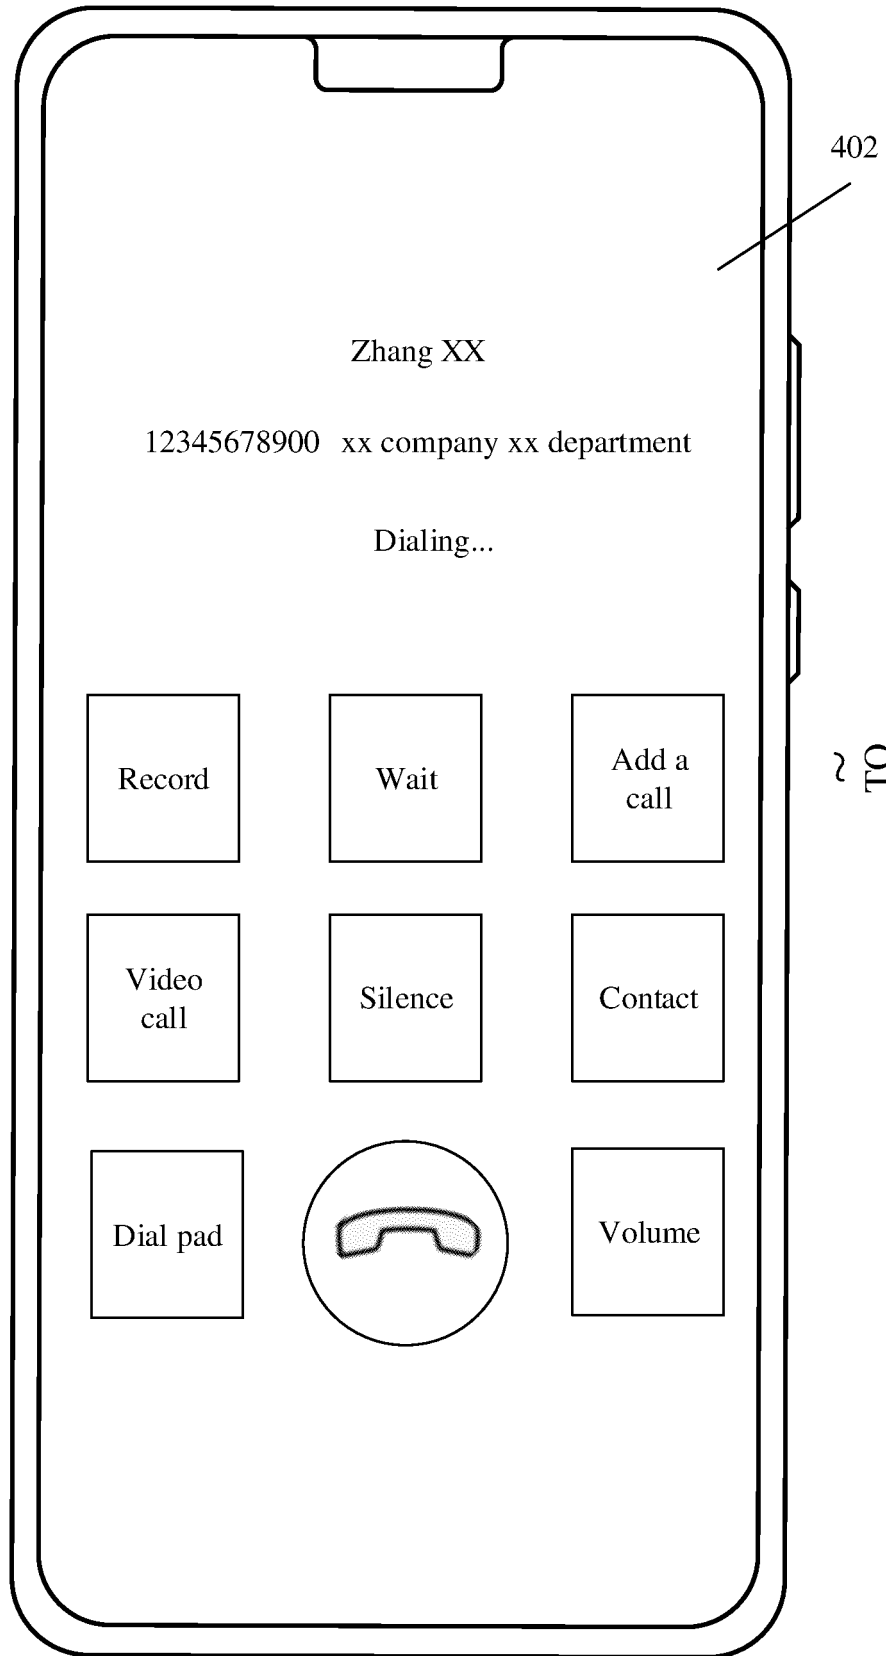 402
Zhang XX
12345678900 xx company xx department
Dialing...
Record
Wait
Add a
call
~
TO
Video
call
Silence
Contact
Dial pad
Volume